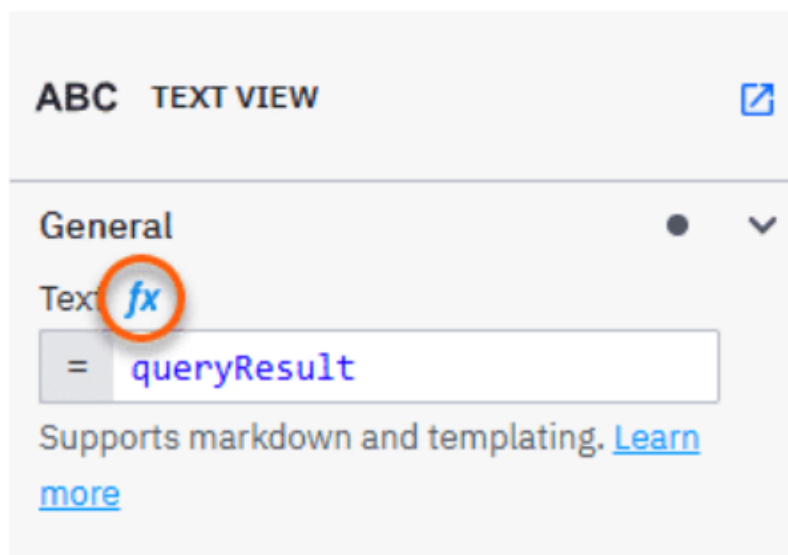 ABC TEXT VIEW
General
Text fx
= queryResult
Supports markdown and templating. Learn
more